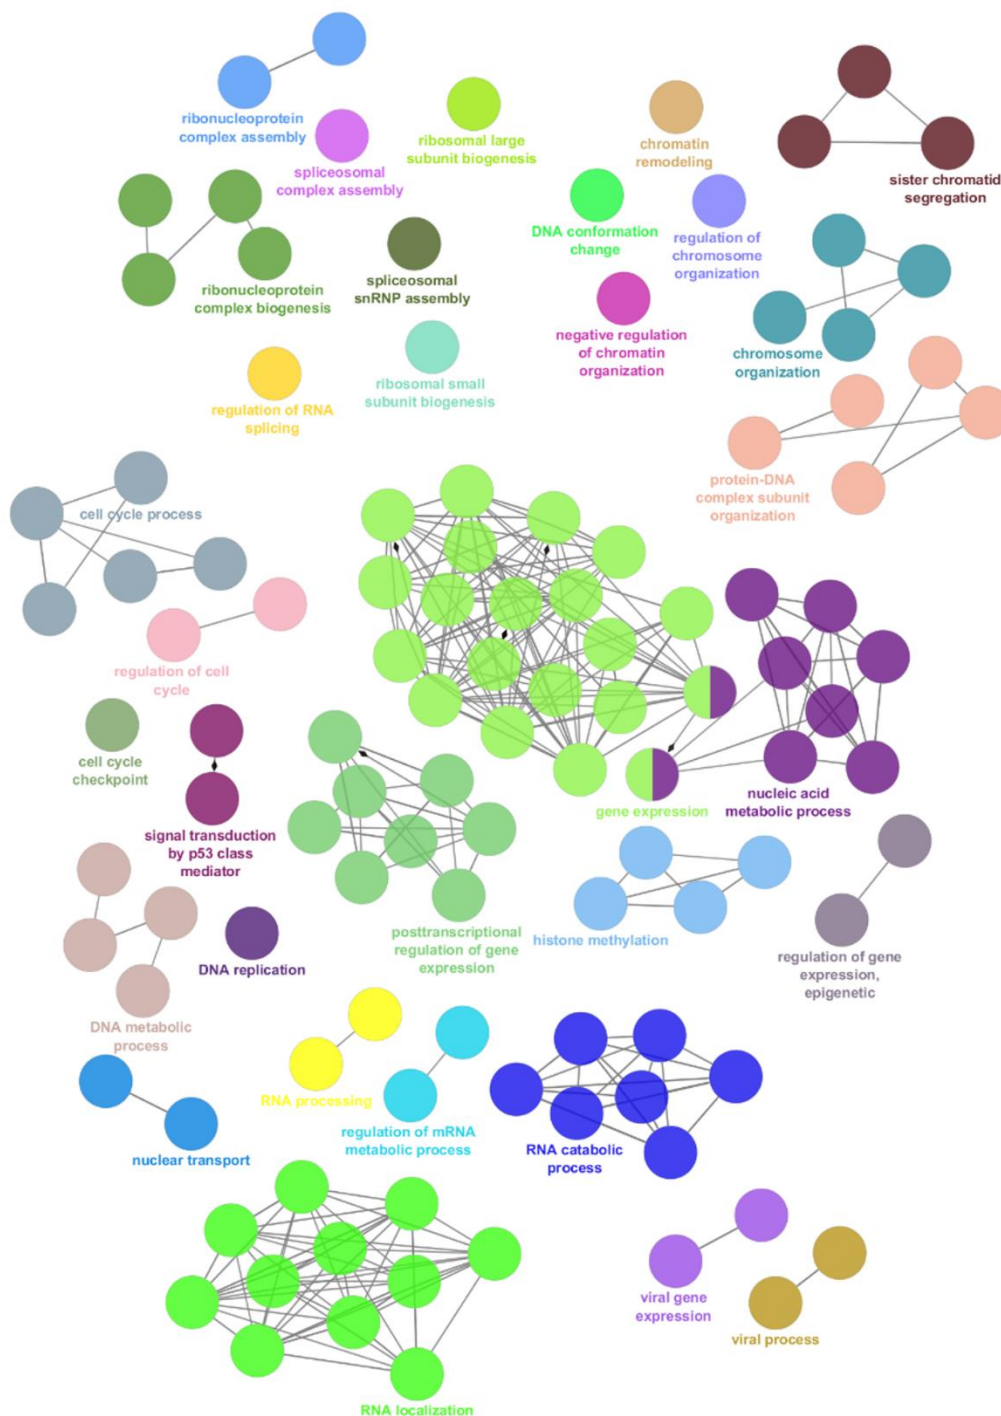 ribonucleoprotein
complex assembly
spliceosomal
complex assembly
ribosomal large
subunit biogenesis
chromatin
remodeling
sister chromatid
segregation
DNA conformation
change
regulation of
chromosome
organization
ribonucleoprotein
complex biogenesis
spliceosomal
snRNP assembly
negative regulation
of chromatin
organization
chromosome
organization
regulation of RNA
splicing
ribosomal small
subunit biogenesis
protein-DNA
complex subunit
organization
cell cycle process
regulation of cell
cycle
cell cycle
checkpoint
signal transduction
by p53 class
mediator
gene expression
nucleic acid
metabolic process
posttranscriptional
regulation of gene
expression
histone methylation
regulation of gene
expression,
epigenetic
DNA replication
DNA metabolic
process
nuclear transport
RNA processing
regulation of mRNA
metabolic process
RNA catabolic
process
viral gene
expression
viral process
RNA localization